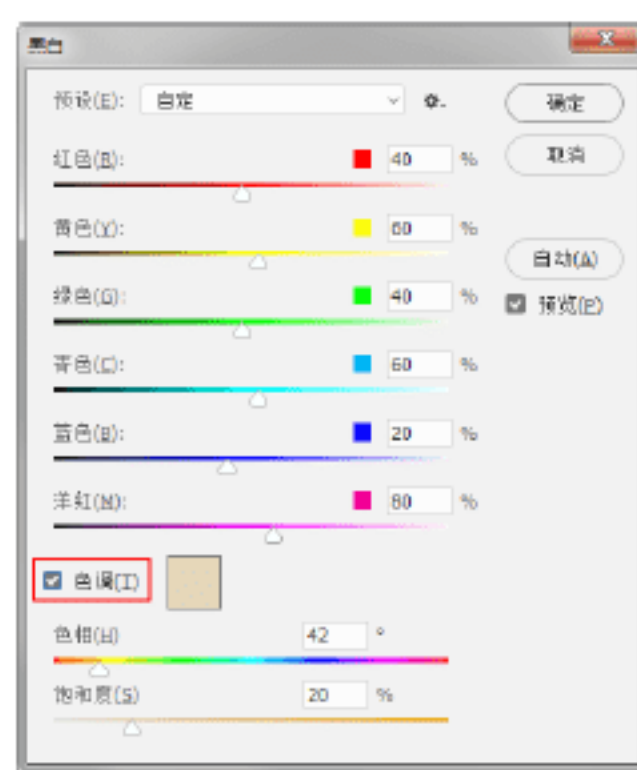 黑白
预设(E): 自定
确定
红色(R): 40 %
取消
黄色(Y): 60 %
自动(A)
绿色(G): 40 %
预览(P)
青色(C): 60 %
蓝色(B): 20 %
洋红(M): 80 %
色调(T)
色相(H) 42 °
饱和度(S) 20 %